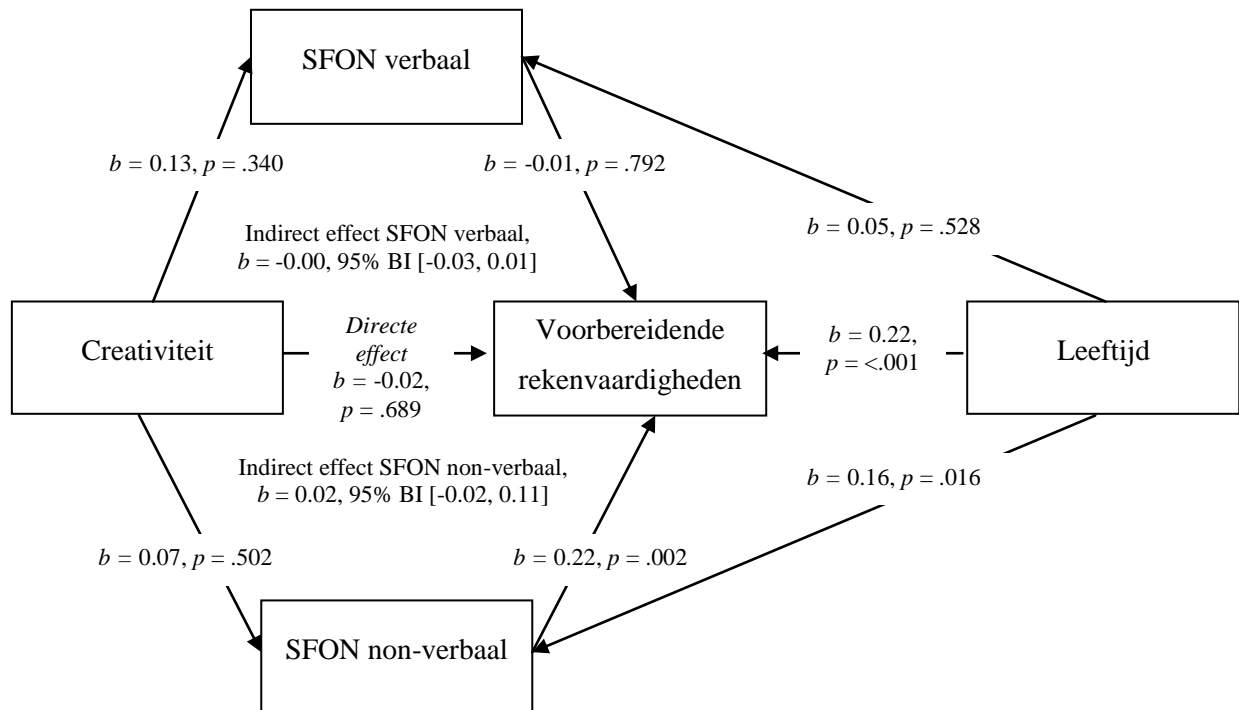 SFON verbaal
b = 0.13, p = .340
b = -0.01, p = .792
b = 0.05, p = .528
Indirect effect SFON verbaal,
b = -0.00, 95% BI [-0.03, 0.01]
Creativiteit
Directe
effect
b = -0.02,
p = .689
Voorbereidende
rekenvaardigheden
b = 0.22,
p = <.001
Leeftijd
Indirect effect SFON non-verbaal,
b = 0.02, 95% BI [-0.02, 0.11]
b = 0.16, p = .016
b = 0.07, p = .502
b = 0.22, p = .002
SFON non-verbaal